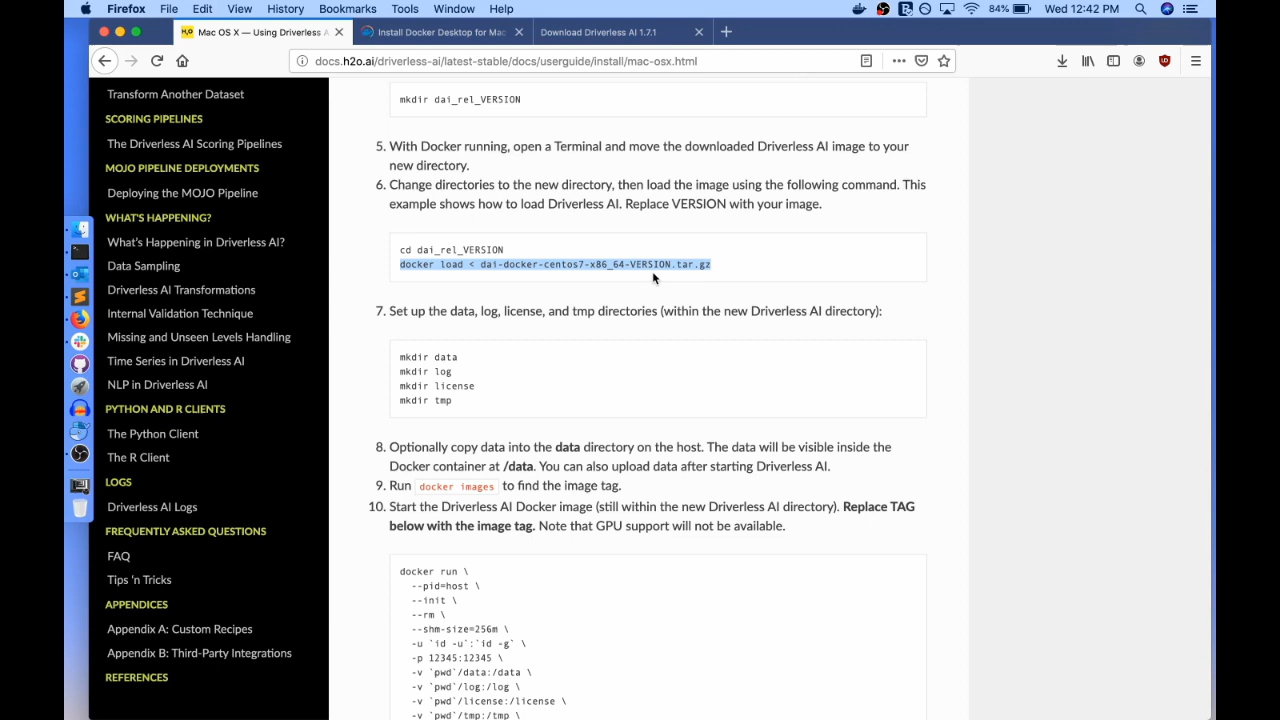 Firefox File Edit View History Bookmarks Tools Window Help 84% Wed 12:42 PM
H2O Mac OS X — Using Driverless A Install Docker Desktop for Mac Download Driverless AI 1.7.1
docs.h2o.ai/driverless-ai/latest-stable/docs/userguide/install/mac-osx.html
Transform Another Dataset
SCORING PIPELINES
The Driverless AI Scoring Pipelines
MOJO PIPELINE DEPLOYMENTS
Deploying the MOJO Pipeline
WHAT'S HAPPENING?
What's Happening in Driverless AI?
Data Sampling
Driverless AI Transformations
Internal Validation Technique
Missing and Unseen Levels Handling
Time Series in Driverless AI
NLP in Driverless AI
PYTHON AND R CLIENTS
The Python Client
The R Client
LOGS
Driverless AI Logs
FREQUENTLY ASKED QUESTIONS
FAQ
Tips 'n Tricks
APPENDICES
Appendix A: Custom Recipes
Appendix B: Third-Party Integrations
REFERENCES
mkdir dai_rel_VERSION
5. With Docker running, open a Terminal and move the downloaded Driverless AI image to your
new directory.
6. Change directories to the new directory, then load the image using the following command. This
example shows how to load Driverless AI. Replace VERSION with your image.
cd dai_rel_VERSION
docker load < dai-docker-centos7-x86_64-VERSION.tar.gz
7. Set up the data, log, license, and tmp directories (within the new Driverless AI directory):
mkdir data
mkdir log
mkdir license
mkdir tmp
8. Optionally copy data into the data directory on the host. The data will be visible inside the
Docker container at /data. You can also upload data after starting Driverless AI.
9. Run docker images to find the image tag.
10. Start the Driverless AI Docker image (still within the new Driverless AI directory). Replace TAG
below with the image tag. Note that GPU support will not be available.
docker run \
--pid=host \
--init \
--rm \
--shm-size=256m \
-u `id -u`:`id -g` \
-p 12345:12345 \
-v `pwd`/data:/data \
-v `pwd`/log:/log \
-v `pwd`/license:/license \
-v `pwd`/tmp:/tmp \